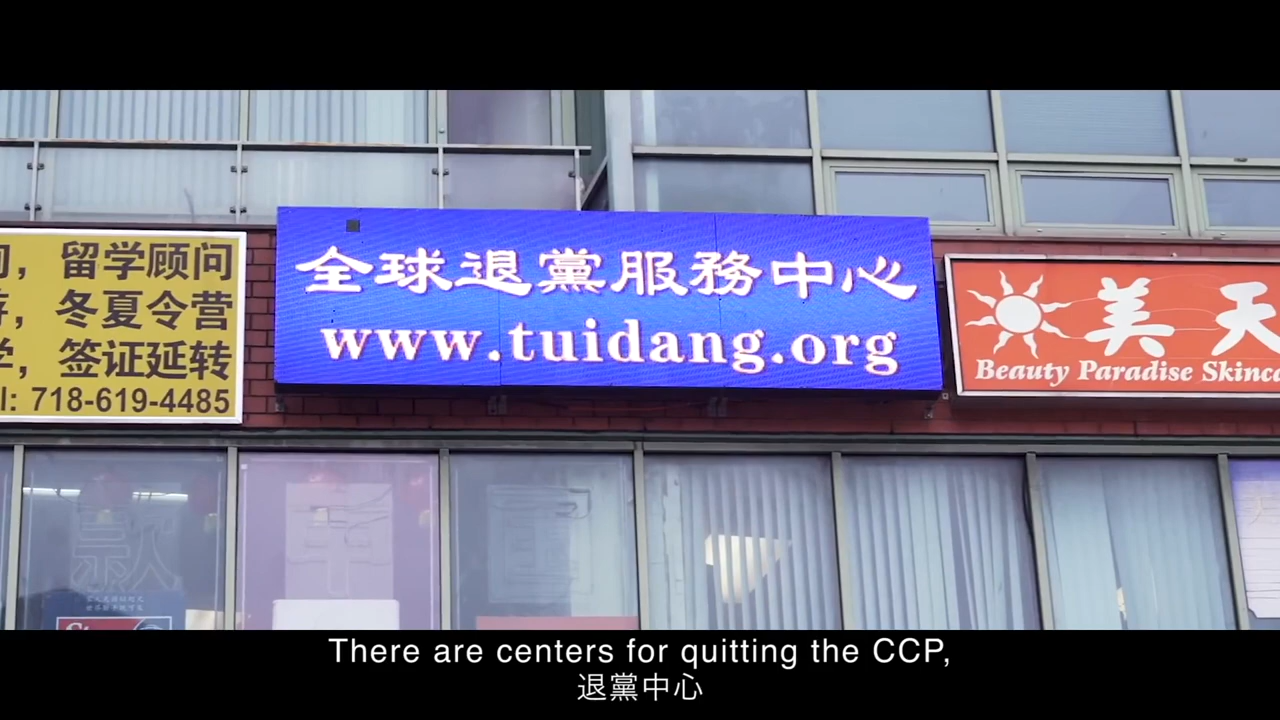 ，留学顾问
，冬夏令营
，签证延转
l: 718-619-4485
全球退黨服務中心
www.tuidang.org
美天
Beauty Paradise Skinca
款
There are centers for quitting the CCP,
退黨中心